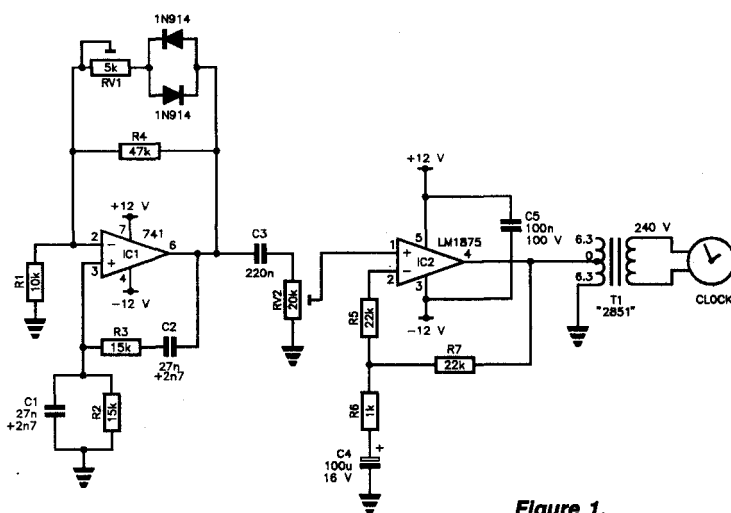 5k
RV1
1N914
1N914
R4
47k
+12 V
7
741
2
−
IC1
6
+
3
4
−12 V
R1
10k
C3
220n
RV2
20k
R3
15k
C2
27n
+2n7
C1
27n
+2n7
R2
15k
+12 V
C5
100n
100 V
5
LM1875
1
+
IC2
4
−
2
3
−12 V
R5
22k
R7
22k
R6
1k
C4
+
100u
16 V
6.3
0
6.3
240 V
T1
"2851"
CLOCK
Figure 1.